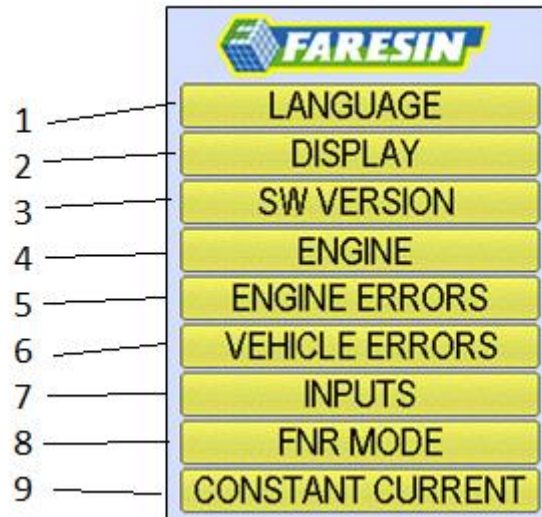 FARESIN
1 LANGUAGE
2 DISPLAY
3 SW VERSION
4 ENGINE
5 ENGINE ERRORS
6 VEHICLE ERRORS
7 INPUTS
8 FNR MODE
9 CONSTANT CURRENT